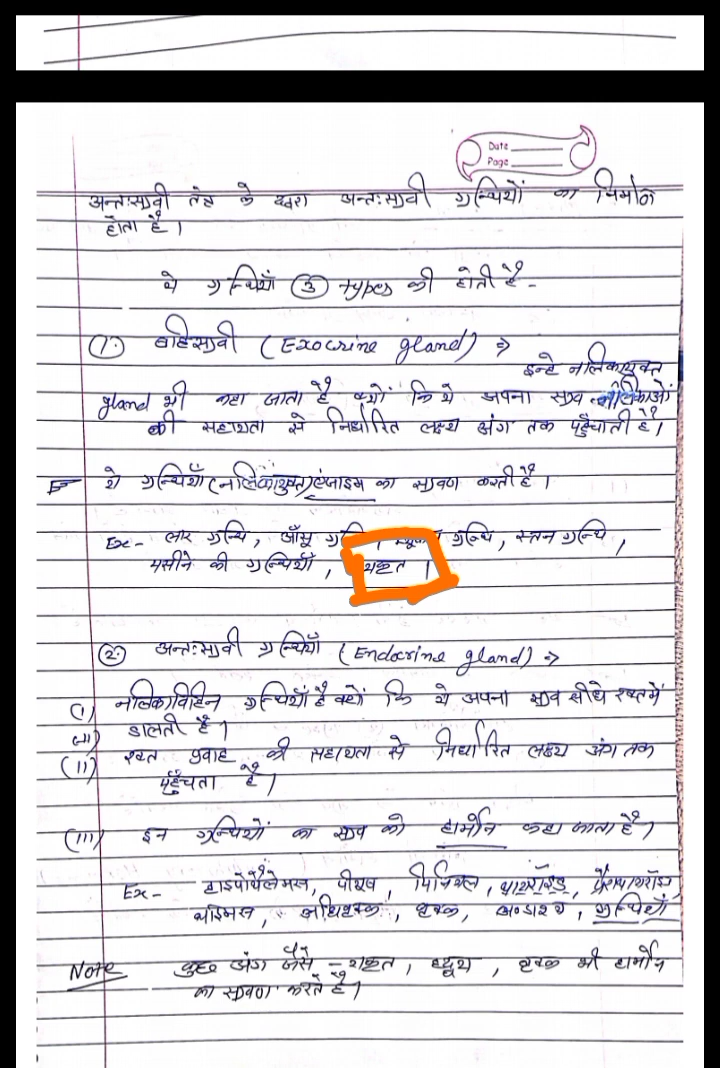 Date
Page
अन्तःस्रावी तंत्र के द्वारा अन्तःस्रावी ग्रन्थियों का निर्माण
होता है।
ये ग्रन्थियाँ ③ types की होती है -
①. बहिस्रावी (Exocrine gland) ⇒
इन्हे नलिकायुक्त
gland भी कहा जाता है क्यों कि ये अपना स्राव नलिकाओं
की सहायता से निर्धारित लक्ष्य अंग तक पहुँचाती है।
ये ग्रन्थियाँ (नलिकायुक्त) एंजाइम का स्रावण करती है।
Ex- लार ग्रन्थि, आँसू ग्रन्थि, ग्रन्थि, स्तन ग्रन्थि,
पसीने की ग्रन्थियाँ, यकृत।
②. अन्तःस्रावी ग्रन्थियाँ (Endocrine gland) ⇒
(i) नलिकाविहिन ग्रन्थियाँ है क्यों कि ये अपना स्राव सीधे रक्त में
डालती है।
(ii) रक्त प्रवाह की सहायता से निर्धारित लक्ष्य अंग तक
पहुँचता है।
(iii) इन ग्रन्थियों का स्राव को हार्मोन कहा जाता है।
Ex- हाइपोथैलेमस, पीयूष, पिनियल, थायरॉइड, पैराथायरॉइड,
थाइमस, अधिवृक्क, वृक्क, अण्डाशय, ग्रन्थियाँ
Note कुछ अंग जैसे - यकृत, हृदय, वृक्क भी हार्मोन
का स्रावण करते है।